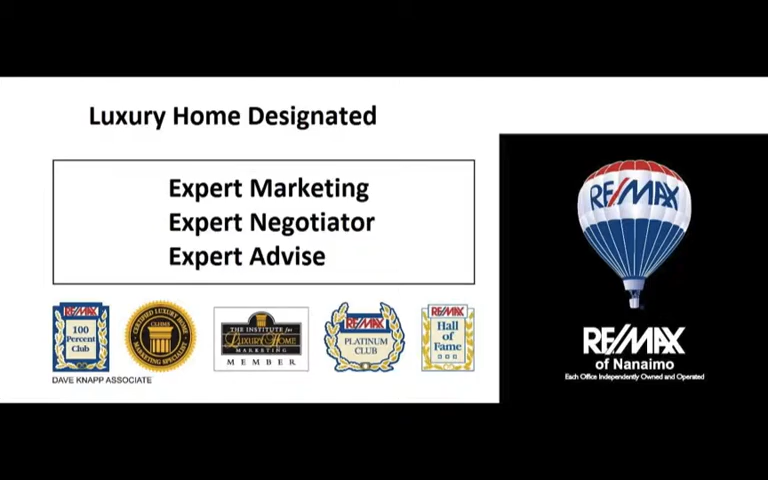 Luxury Home Designated
Expert Marketing
Expert Negotiator
Expert Advise
RE/MAX
100
Percent
Club
CERTIFIED LUXURY HOME
MARKETING SPECIALIST
CLHMS
THE INSTITUTE for
LUXURY HOME
MARKETING
MEMBER
RE/MAX
PLATINUM
CLUB
RE/MAX
Hall
of
Fame
DAVE KNAPP ASSOCIATE
RE/MAX
RE/MAX
of Nanaimo
Each Office Independently Owned and Operated